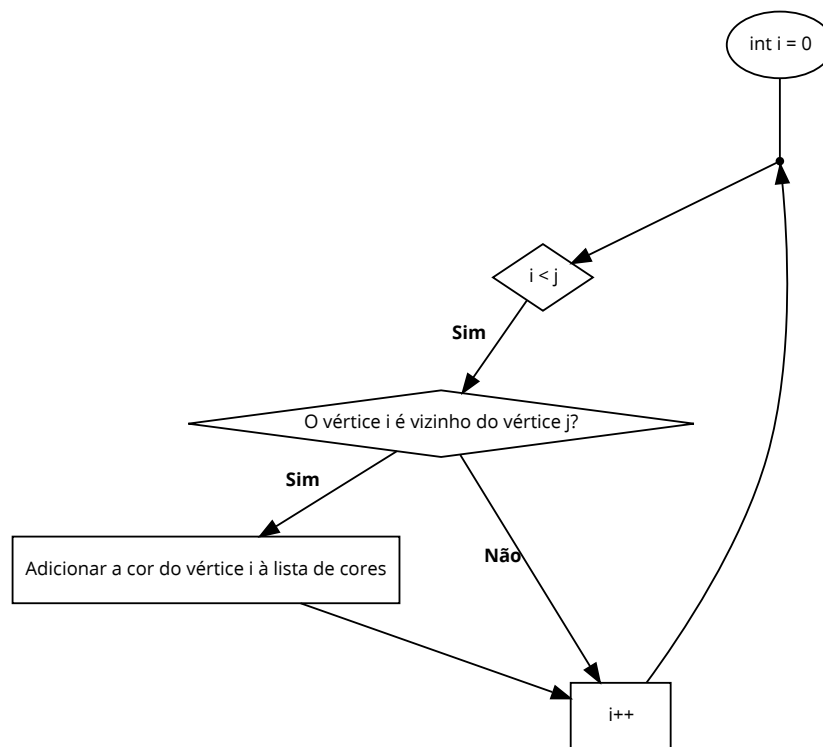 int i = 0
i < j
Sim
O vértice i é vizinho do vértice j?
Sim
Não
Adicionar a cor do vértice i à lista de cores
i++